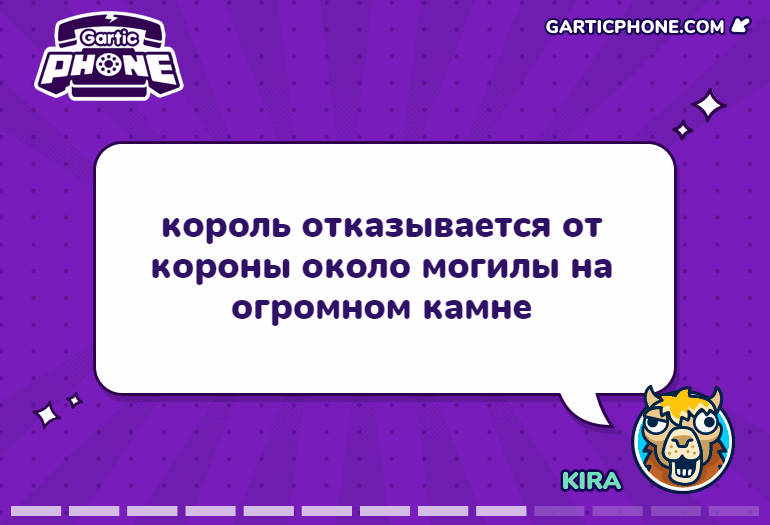 Gartic
PHONE
GARTICPHONE.COM
король отказывается от
короны около могилы на
огромном камне
KIRA